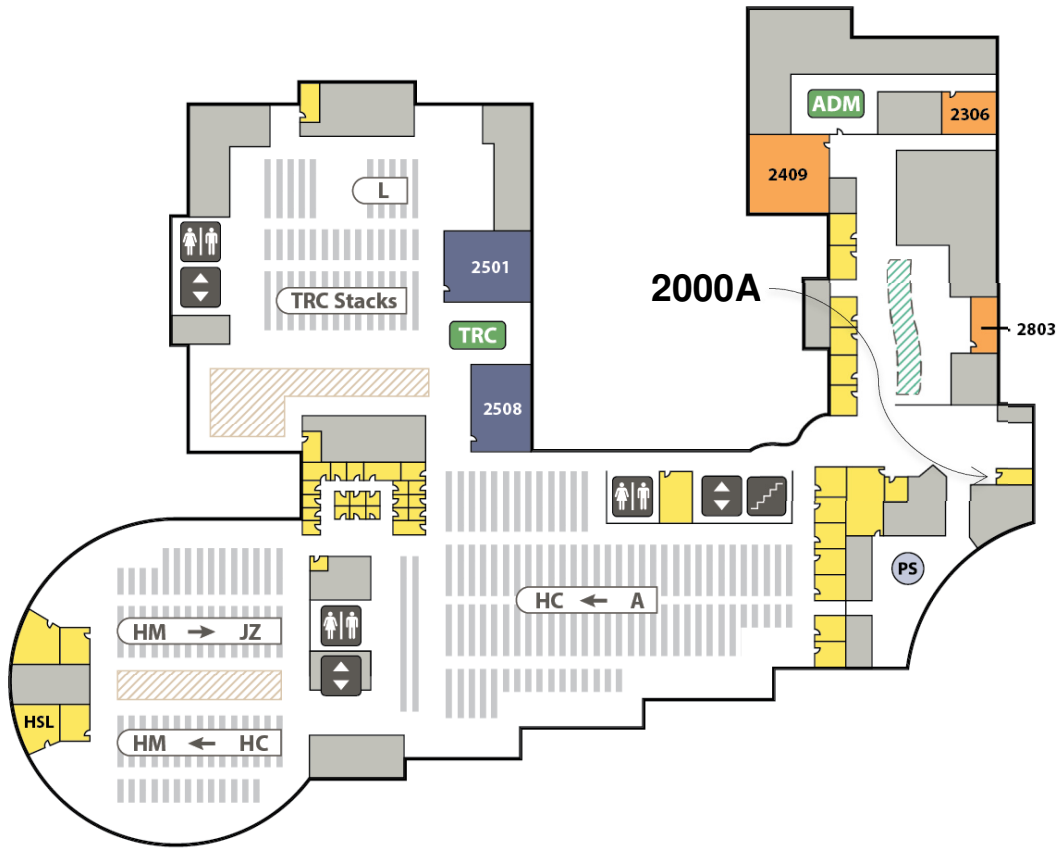 ADM
2306
2409
L
2501
2000A
TRC Stacks
TRC
2803
2508
PS
HC ← A
HM → JZ
HSL
HM ← HC